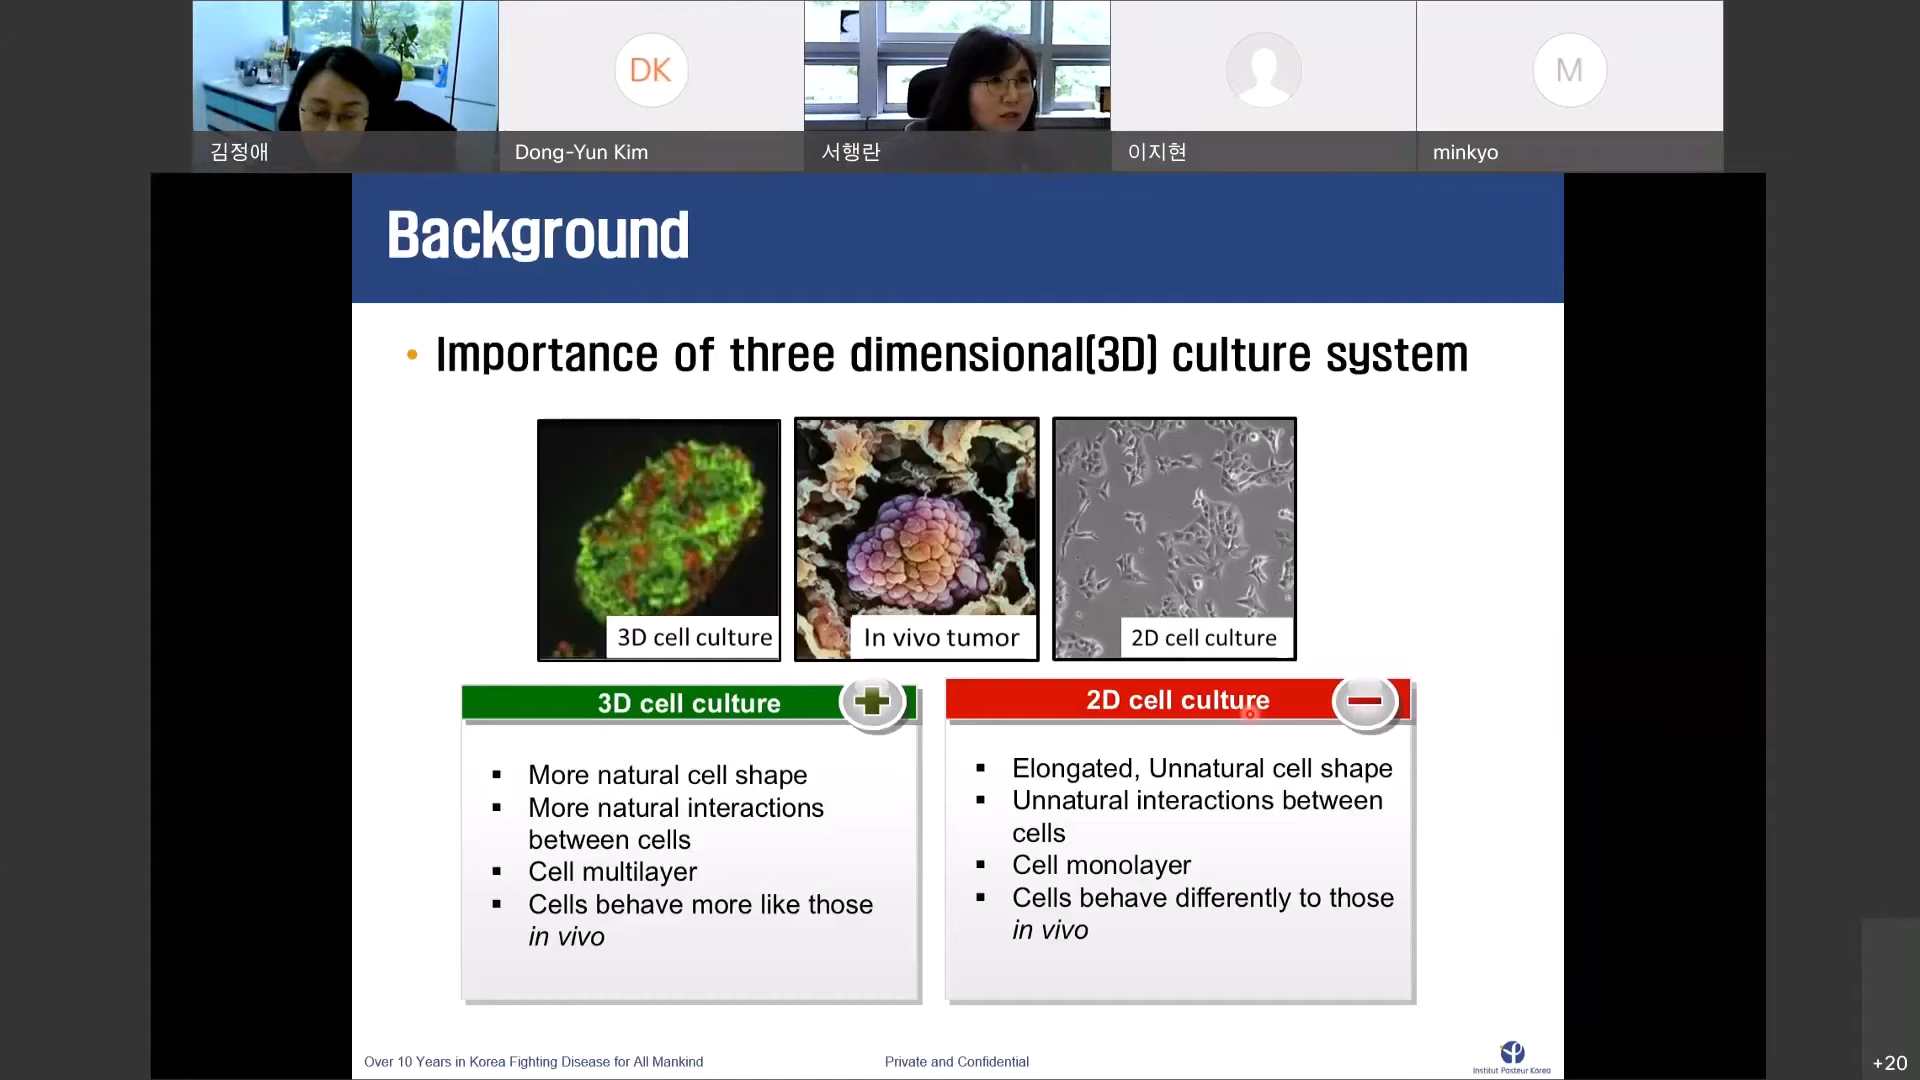 DK
M
김정애
Dong-Yun Kim
서행란
이지현
minkyo
Background
• Importance of three dimensional(3D) culture system
3D cell culture
In vivo tumor
2D cell culture
3D cell culture
▪ More natural cell shape
▪ More natural interactions
between cells
▪ Cell multilayer
▪ Cells behave more like those
in vivo
2D cell culture
▪ Elongated, Unnatural cell shape
▪ Unnatural interactions between
cells
▪ Cell monolayer
▪ Cells behave differently to those
in vivo
Over 10 Years in Korea Fighting Disease for All Mankind
Private and Confidential
Institut Pasteur Korea
+20